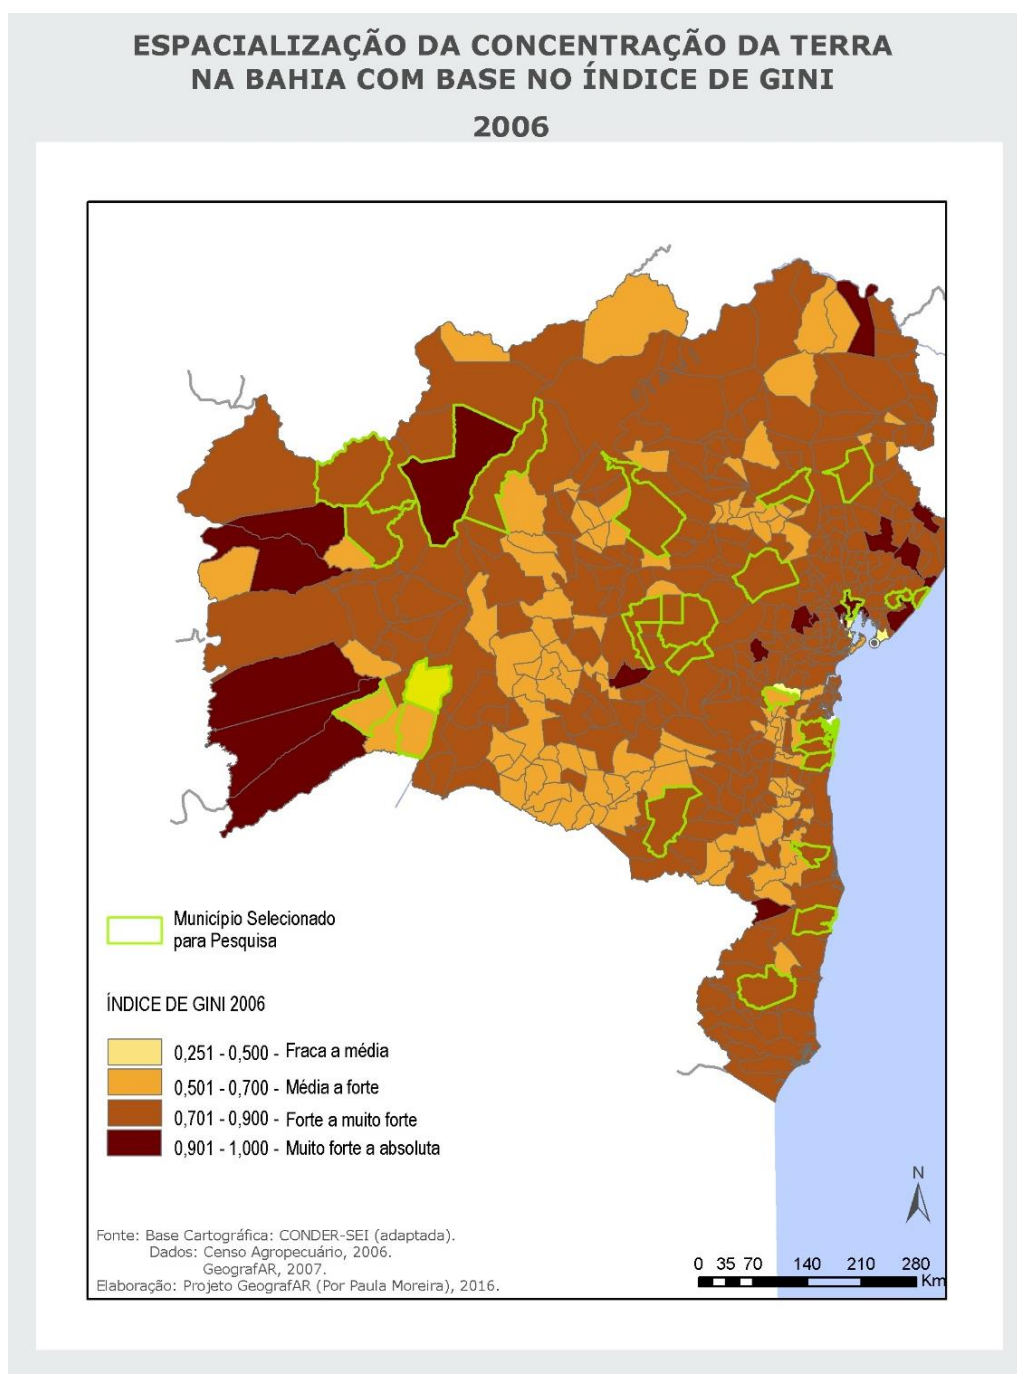 ESPACIALIZAÇÃO DA CONCENTRAÇÃO DA TERRA
NA BAHIA COM BASE NO ÍNDICE DE GINI
2006
Município Selecionado
para Pesquisa
ÍNDICE DE GINI 2006
0,251 - 0,500 - Fraca a média
0,501 - 0,700 - Média a forte
0,701 - 0,900 - Forte a muito forte
0,901 - 1,000 - Muito forte a absoluta
N
Fonte: Base Cartográfica: CONDER-SEI (adaptada).
Dados: Censo Agropecuário, 2006.
GeografAR, 2007.
Elaboração: Projeto GeografAR (Por Paula Moreira), 2016.
0 35 70 140 210 280
Km